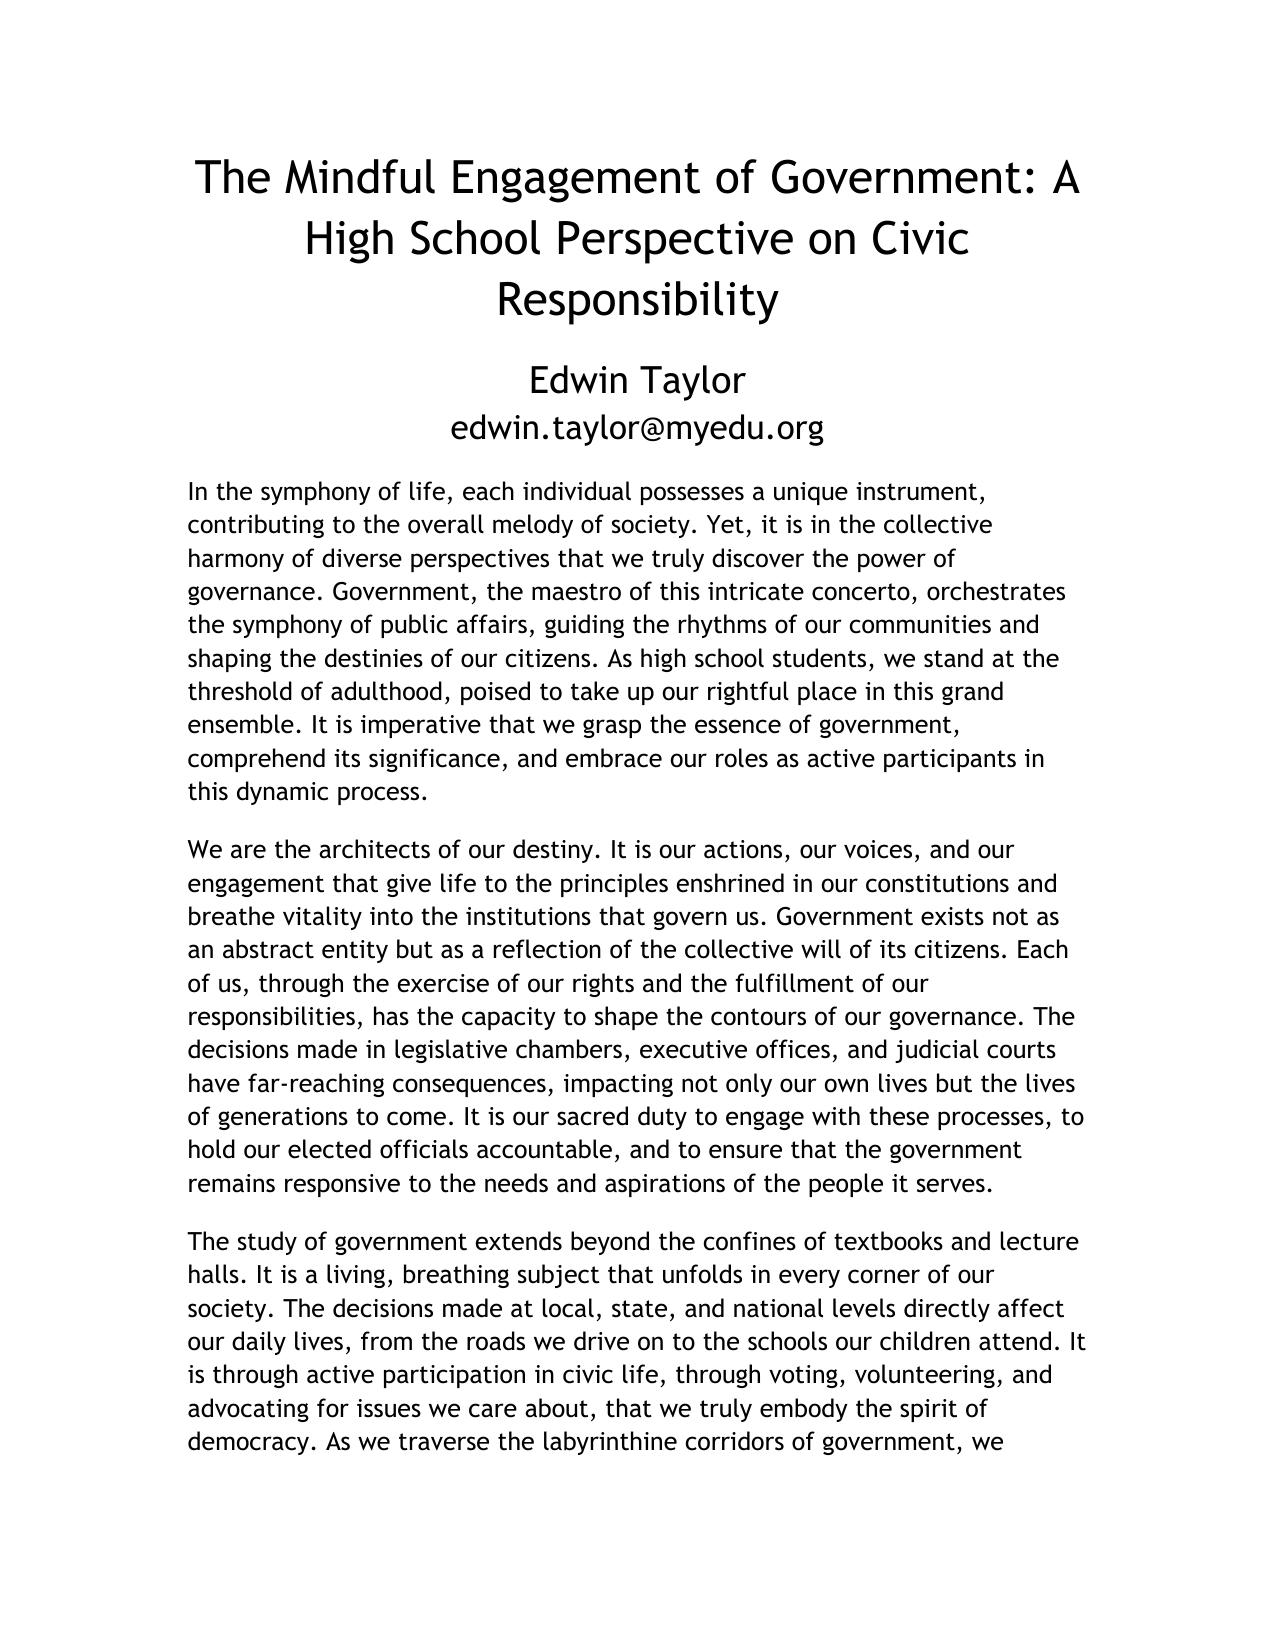 The Mindful Engagement of Government: A
High School Perspective on Civic
Responsibility
Edwin Taylor
edwin.taylor@myedu.org
In the symphony of life, each individual possesses a unique instrument,
contributing to the overall melody of society. Yet, it is in the collective
harmony of diverse perspectives that we truly discover the power of
governance. Government, the maestro of this intricate concerto, orchestrates
the symphony of public affairs, guiding the rhythms of our communities and
shaping the destinies of our citizens. As high school students, we stand at the
threshold of adulthood, poised to take up our rightful place in this grand
ensemble. It is imperative that we grasp the essence of government,
comprehend its significance, and embrace our roles as active participants in
this dynamic process.
We are the architects of our destiny. It is our actions, our voices, and our
engagement that give life to the principles enshrined in our constitutions and
breathe vitality into the institutions that govern us. Government exists not as
an abstract entity but as a reflection of the collective will of its citizens. Each
of us, through the exercise of our rights and the fulfillment of our
responsibilities, has the capacity to shape the contours of our governance. The
decisions made in legislative chambers, executive offices, and judicial courts
have far-reaching consequences, impacting not only our own lives but the lives
of generations to come. It is our sacred duty to engage with these processes, to
hold our elected officials accountable, and to ensure that the government
remains responsive to the needs and aspirations of the people it serves.
The study of government extends beyond the confines of textbooks and lecture
halls. It is a living, breathing subject that unfolds in every corner of our
society. The decisions made at local, state, and national levels directly affect
our daily lives, from the roads we drive on to the schools our children attend. It
is through active participation in civic life, through voting, volunteering, and
advocating for issues we care about, that we truly embody the spirit of
democracy. As we traverse the labyrinthine corridors of government, we